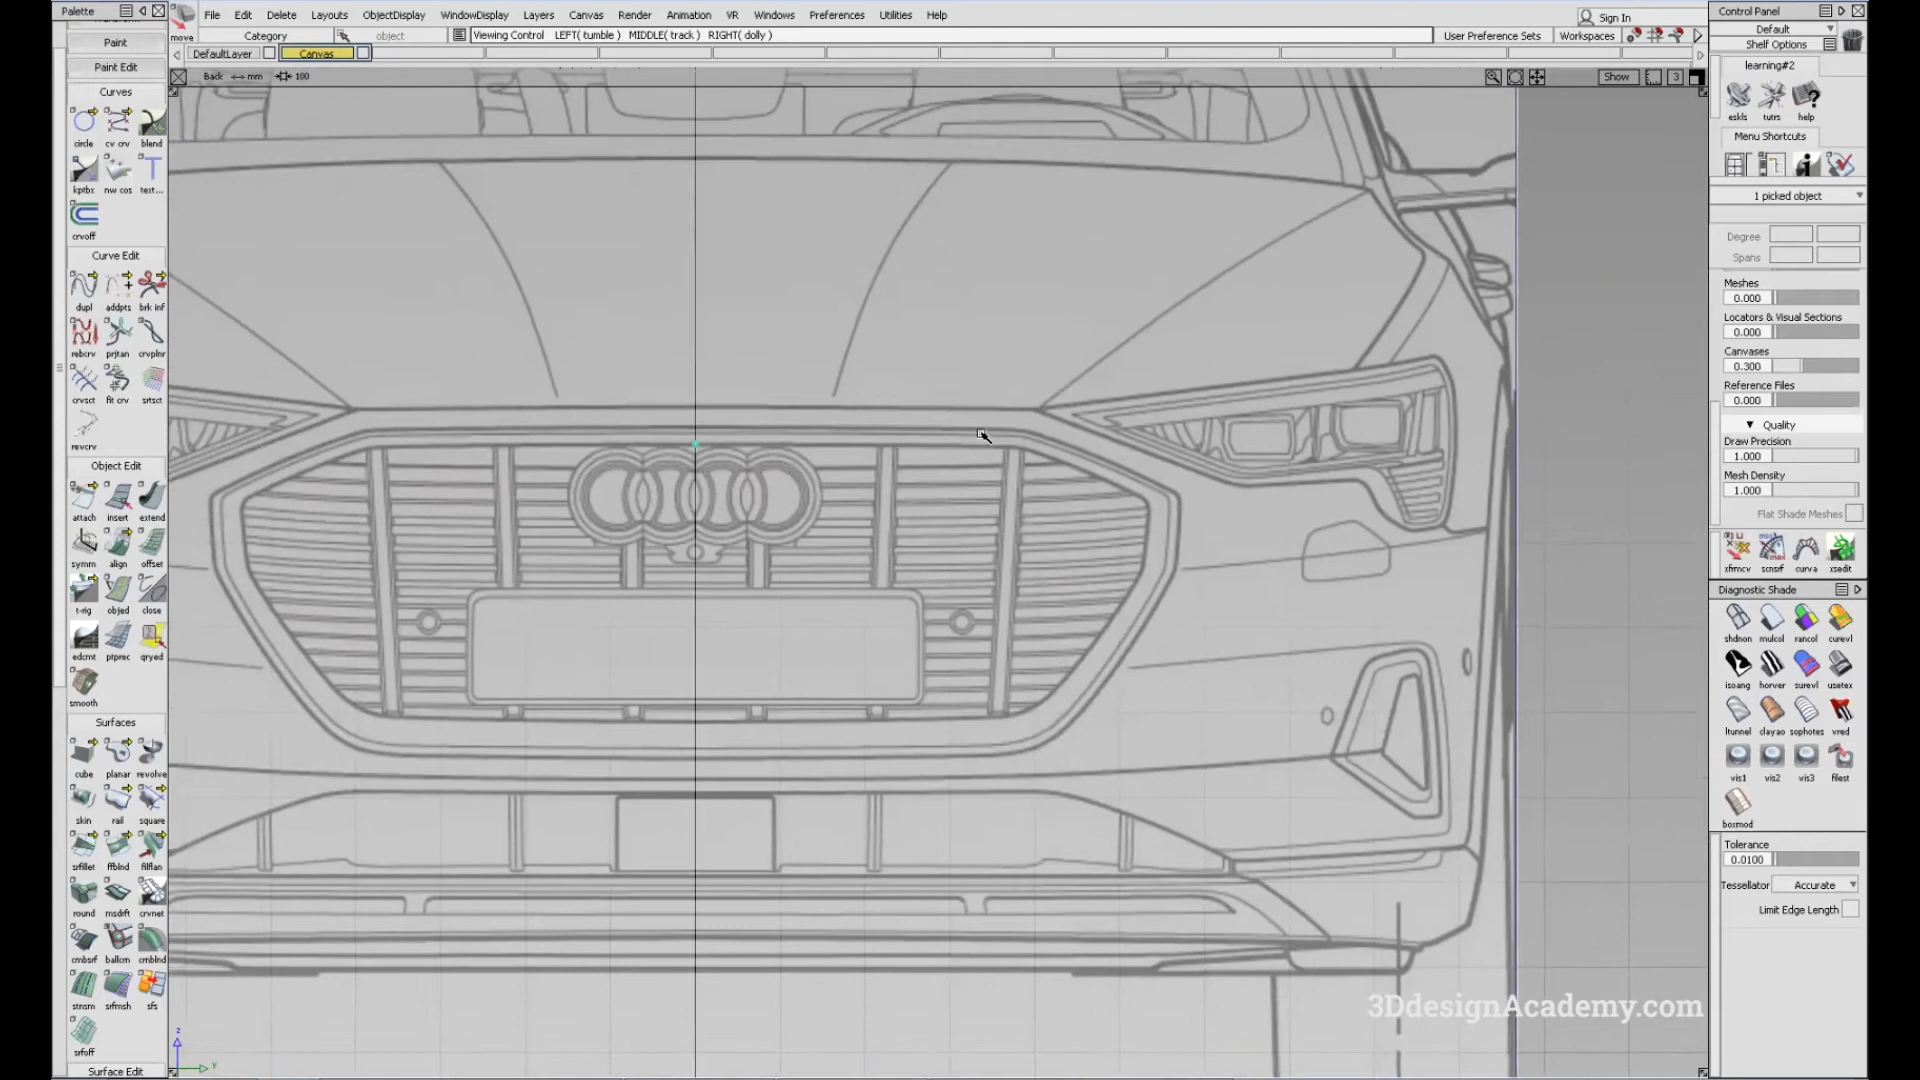 Palette
Paint
Paint Edit
Curves
circle cv crv blend
kptbx nw cos text...
crvoff
Curve Edit
dupl addpts brk inf
rebcrv prjtan crvplnr
crvsct fit crv srtsct
revcrv
Object Edit
attach insert extend
symm align offset
t-rig objed close
edcmt ptprec qryed
smooth
Surfaces
cube planar revolve
skin rail square
srfillet ffblnd filflan
round msdrft crvnet
cmbsrf ballcrn cmblnd
stnsrn srfmsh sfs
srfoff
Surface Edit
File Edit Delete Layouts ObjectDisplay WindowDisplay Layers Canvas Render Animation VR Windows Preferences Utilities Help
Sign In
move
Category object Viewing Control LEFT( tumble ) MIDDLE( track ) RIGHT( dolly )
User Preference Sets Workspaces
DefaultLayer Canvas
Back mm 100
Show 3
z
y
3DdesignAcademy.com
Control Panel
Default
Shelf Options
learning#2
eskls tutrs help
Menu Shortcuts
1 picked object
Degree
Spans
Meshes
0.000
Locators & Visual Sections
0.000
Canvases
0.300
Reference Files
0.000
Quality
Draw Precision
1.000
Mesh Density
1.000
Flat Shade Meshes
xfrmcv scnsrf curva xsedit
Diagnostic Shade
shdnon mulcol rancol curevl
isoang horver surevl usetex
ltunnel clayao sophotes vred
vis1 vis2 vis3 filest
boxmod
Tolerance
0.0100
Tessellator Accurate
Limit Edge Length